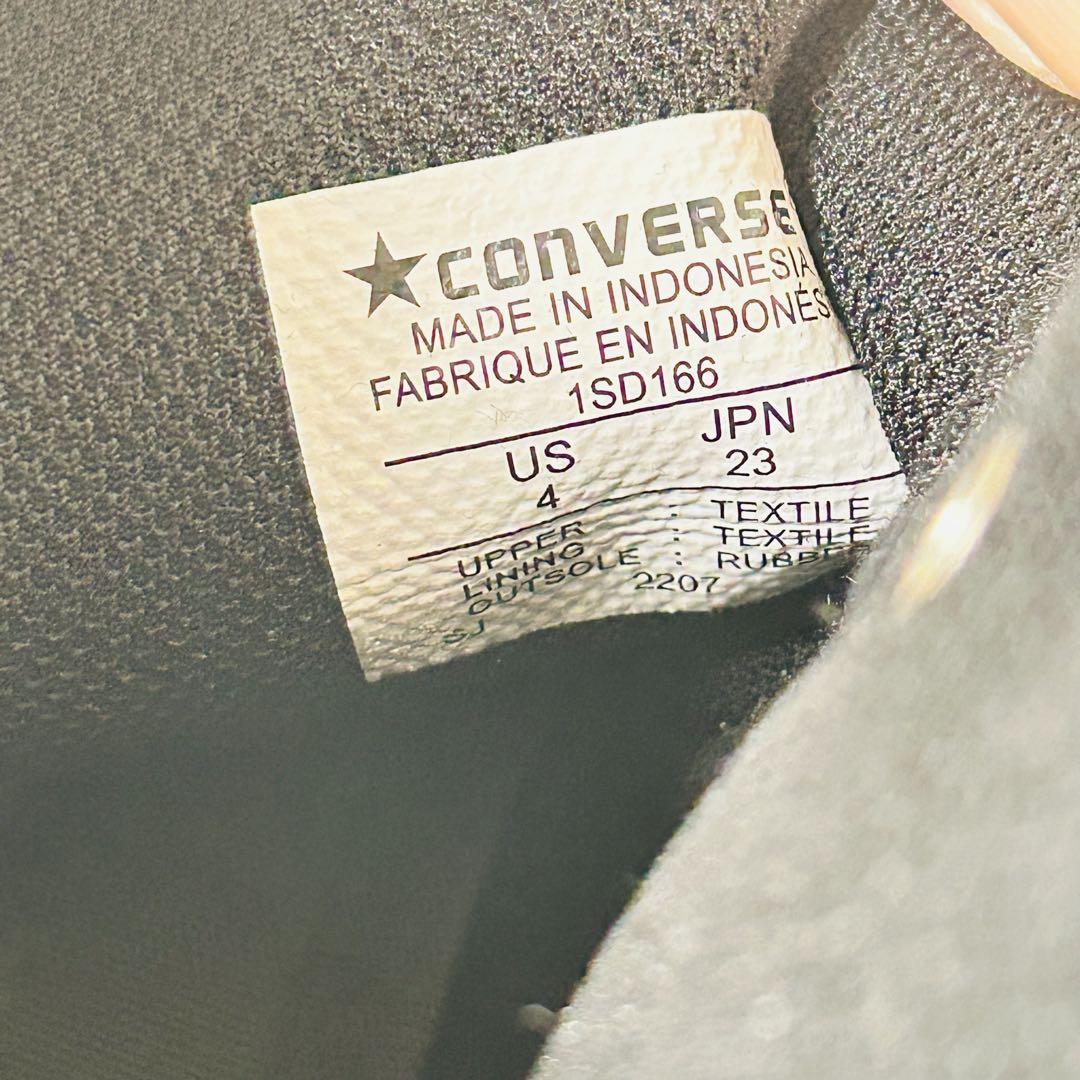 ★CONVERSE
MADE IN INDONESIA
FABRIQUE EN INDONÉS
1SD166
US JPN
4 23
UPPER : TEXTILE
LINING : TEXTILE
OUTSOLE : RUBBER
2207
SJ